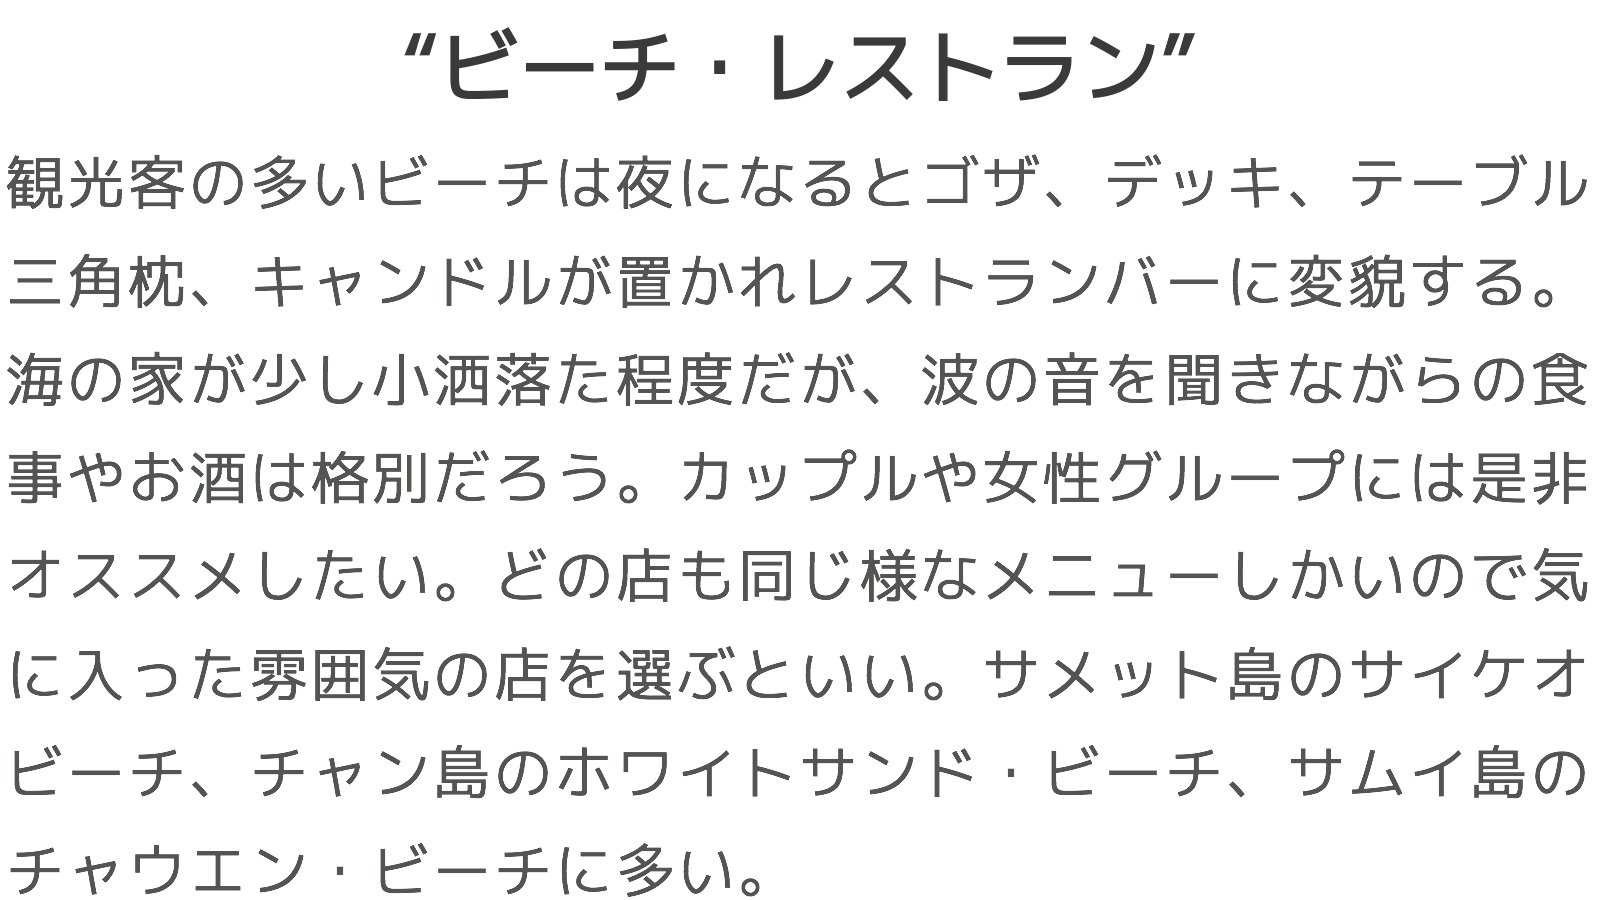 “ビーチ・レストラン”
観光客の多いビーチは夜になるとゴザ、デッキ、テーブル
三角枕、キャンドルが置かれレストランバーに変貌する。
海の家が少し小洒落た程度だが、波の音を聞きながらの食
事やお酒は格別だろう。カップルや女性グループには是非
オススメしたい。どの店も同じ様なメニューしかいので気
に入った雰囲気の店を選ぶといい。サメット島のサイケオ
ビーチ、チャン島のホワイトサンド・ビーチ、サムイ島の
チャウエン・ビーチに多い。